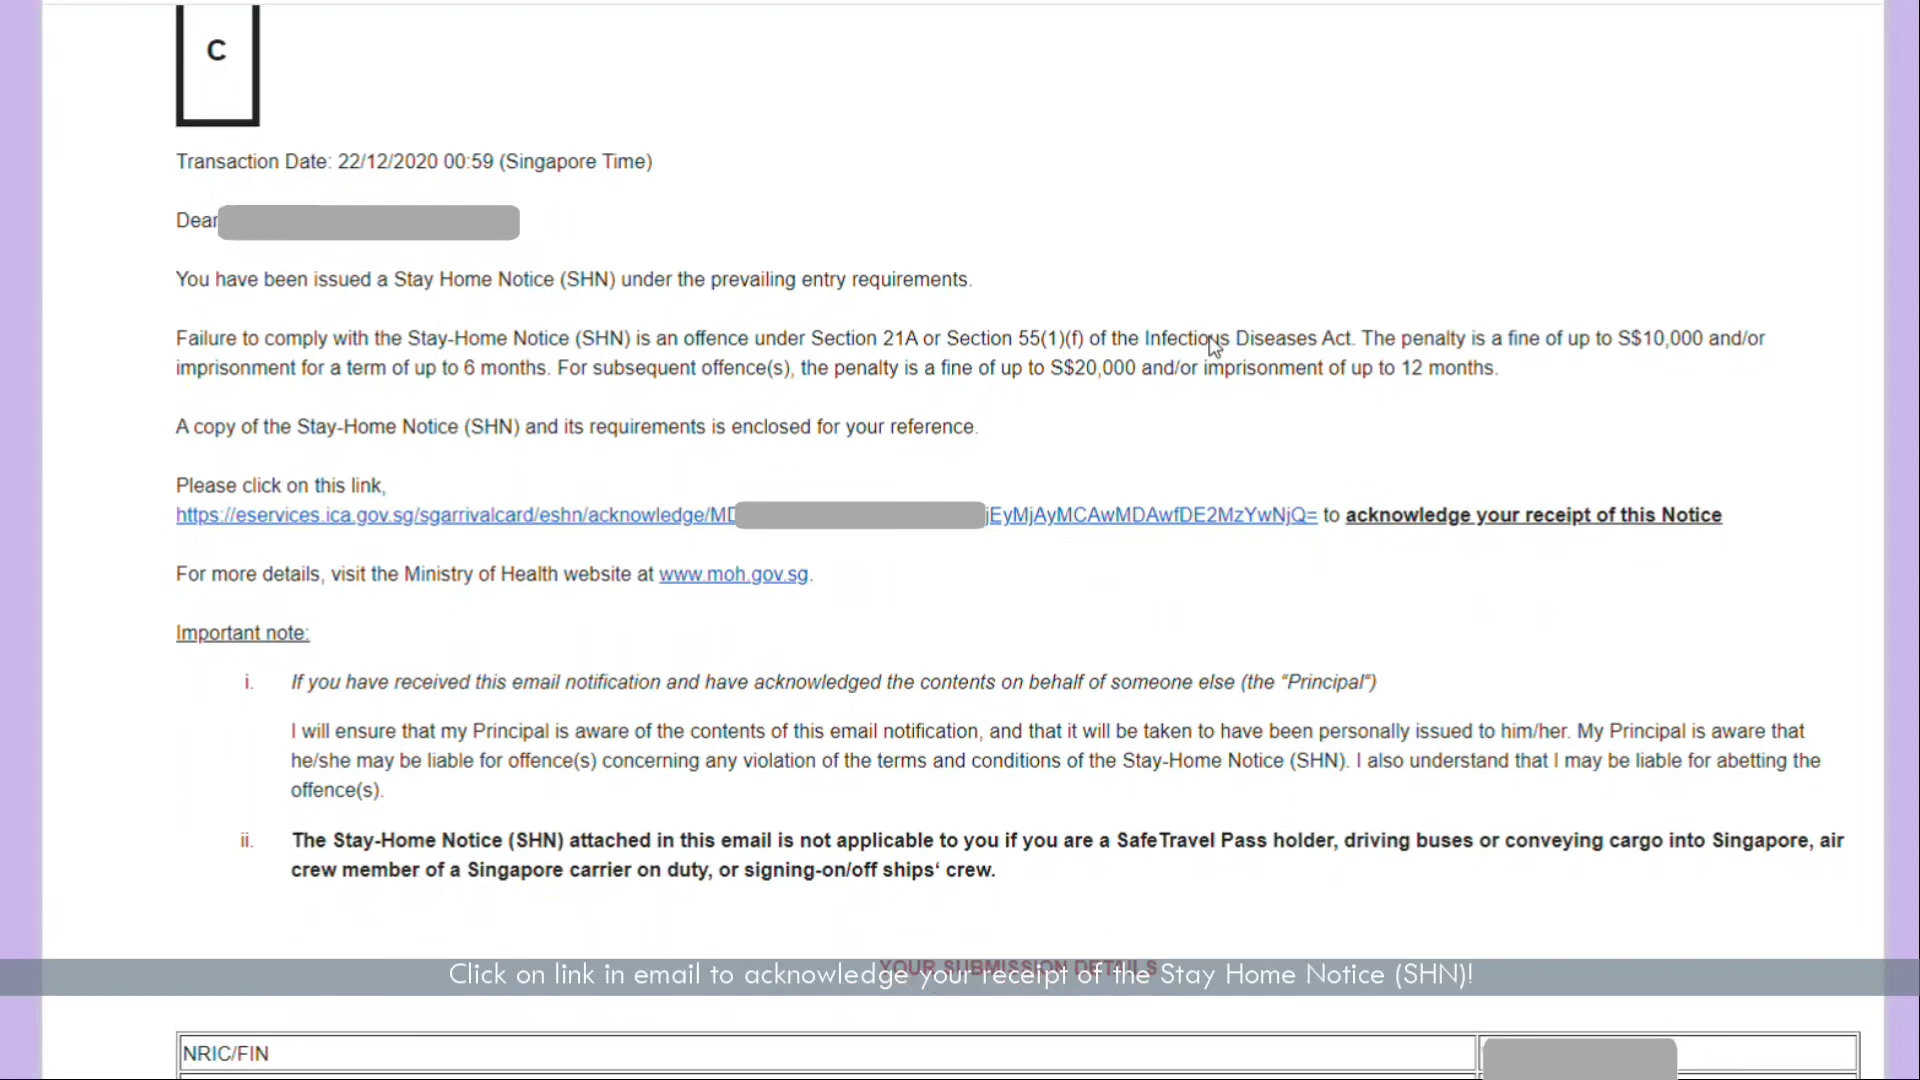 C
Transaction Date: 22/12/2020 00:59 (Singapore Time)
Dear
You have been issued a Stay Home Notice (SHN) under the prevailing entry requirements.
Failure to comply with the Stay-Home Notice (SHN) is an offence under Section 21A or Section 55(1)(f) of the Infectious Diseases Act. The penalty is a fine of up to S$10,000 and/or
imprisonment for a term of up to 6 months. For subsequent offence(s), the penalty is a fine of up to S$20,000 and/or imprisonment of up to 12 months.
A copy of the Stay-Home Notice (SHN) and its requirements is enclosed for your reference.
Please click on this link,
https://eservices.ica.gov.sg/sgarrivalcard/eshn/acknowledge/MD jEyMjAyMCAwMDAwfDE2MzYwNjQ= to acknowledge your receipt of this Notice
For more details, visit the Ministry of Health website at www.moh.gov.sg.
Important note:
i. If you have received this email notification and have acknowledged the contents on behalf of someone else (the “Principal“)
I will ensure that my Principal is aware of the contents of this email notification, and that it will be taken to have been personally issued to him/her. My Principal is aware that
he/she may be liable for offence(s) concerning any violation of the terms and conditions of the Stay-Home Notice (SHN). I also understand that I may be liable for abetting the
offence(s).
ii. The Stay-Home Notice (SHN) attached in this email is not applicable to you if you are a SafeTravel Pass holder, driving buses or conveying cargo into Singapore, air
crew member of a Singapore carrier on duty, or signing-on/off ships‘ crew.
YOUR SUBMISSION DETAILS
Click on link in email to acknowledge your receipt of the Stay Home Notice (SHN)!
NRIC/FIN